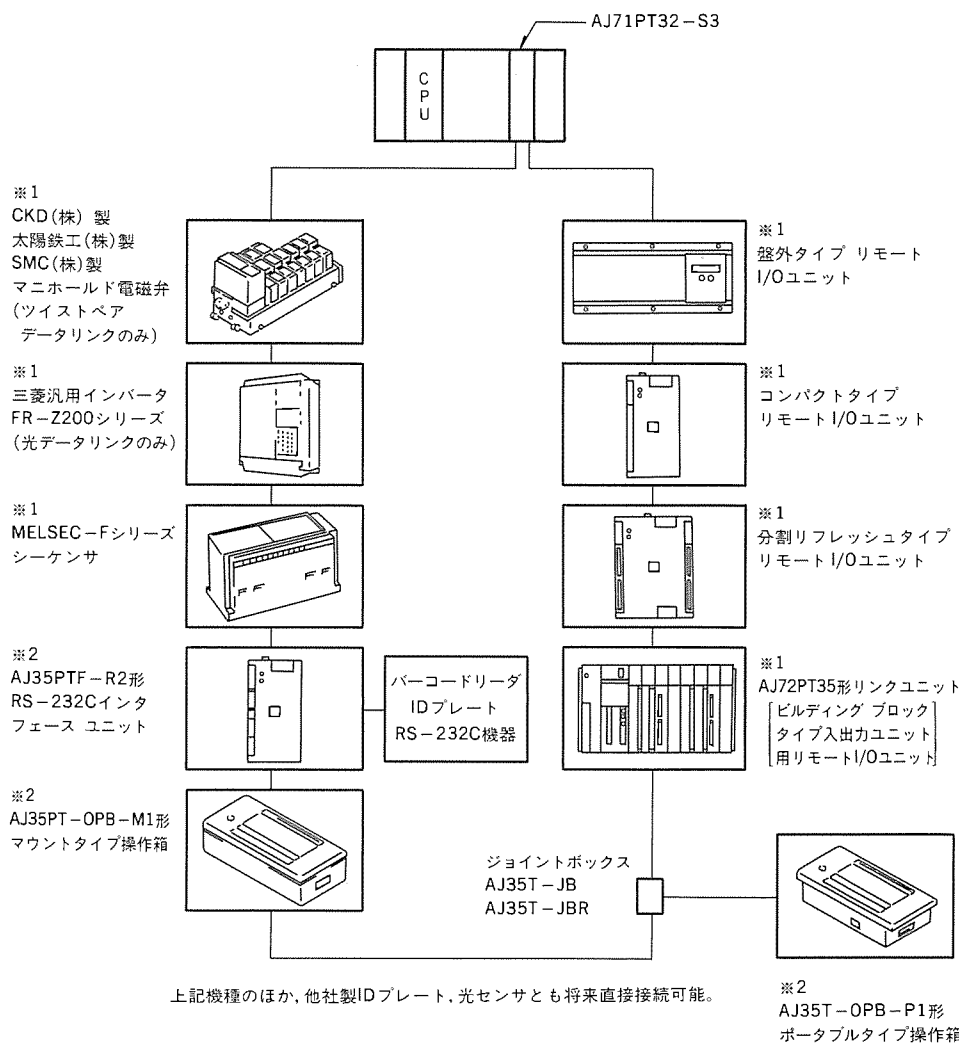 AJ71PT32-S3
CPU
※1
CKD(株) 製
太陽鉄工(株)製
SMC(株)製
マニホールド電磁弁
(ツイストペア
データリンクのみ)
※1
三菱汎用インバータ
FR-Z200シリーズ
(光データリンクのみ)
※1
MELSEC-Fシリーズ
シーケンサ
※2
AJ35PTF-R2形
RS-232Cインタ
フェース ユニット
バーコードリーダ
IDプレート
RS-232C機器
※2
AJ35PT-OPB-M1形
マウントタイプ操作箱
※1
盤外タイプ リモート
I/Oユニット
※1
コンパクトタイプ
リモートI/Oユニット
※1
分割リフレッシュタイプ
リモートI/Oユニット
※1
AJ72PT35形リンクユニット
[ビルディング ブロック
タイプ入出力ユニット
用リモートI/Oユニット]
ジョイントボックス
AJ35T-JB
AJ35T-JBR
※2
AJ35T-OPB-P1形
ポータブルタイプ操作箱
上記機種のほか,他社製IDプレート,光センサとも将来直接接続可能。